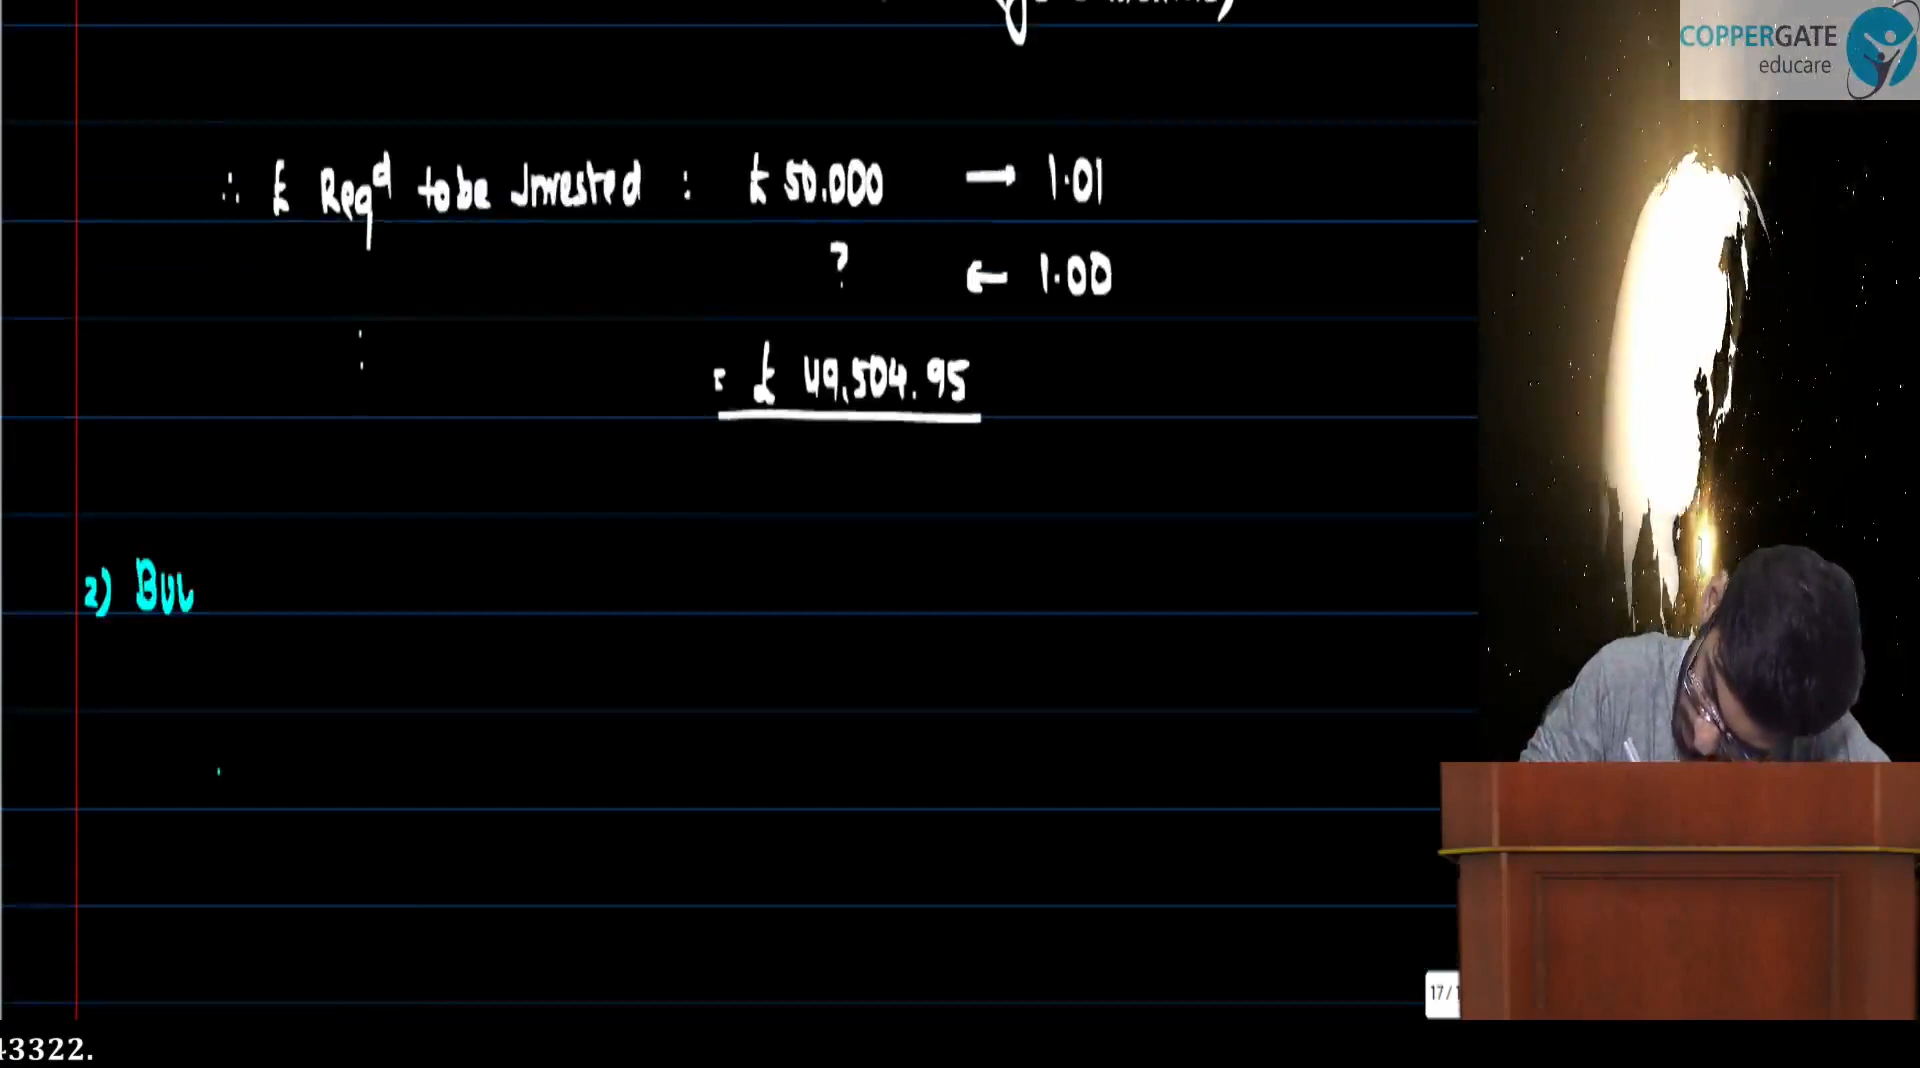 COPPERGATE
educare
∴ £ Reqd to be Invested : £ 50.000 → 1.01
? ← 1.00
= £ 49,504.95
2) BUL
17/1
43322.